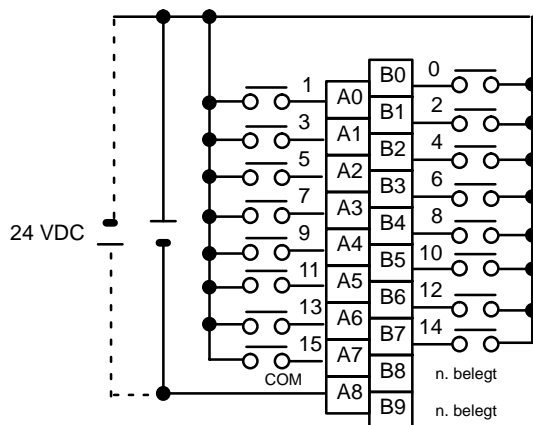 B0 0
1 A0
B1 2
3 A1
B2 4
5 A2
B3 6
7 A3
B4 8
24 VDC 9 A4
B5 10
11 A5
B6 12
13 A6
B7 14
15 A7
COM B8 n. belegt
A8
B9 n. belegt